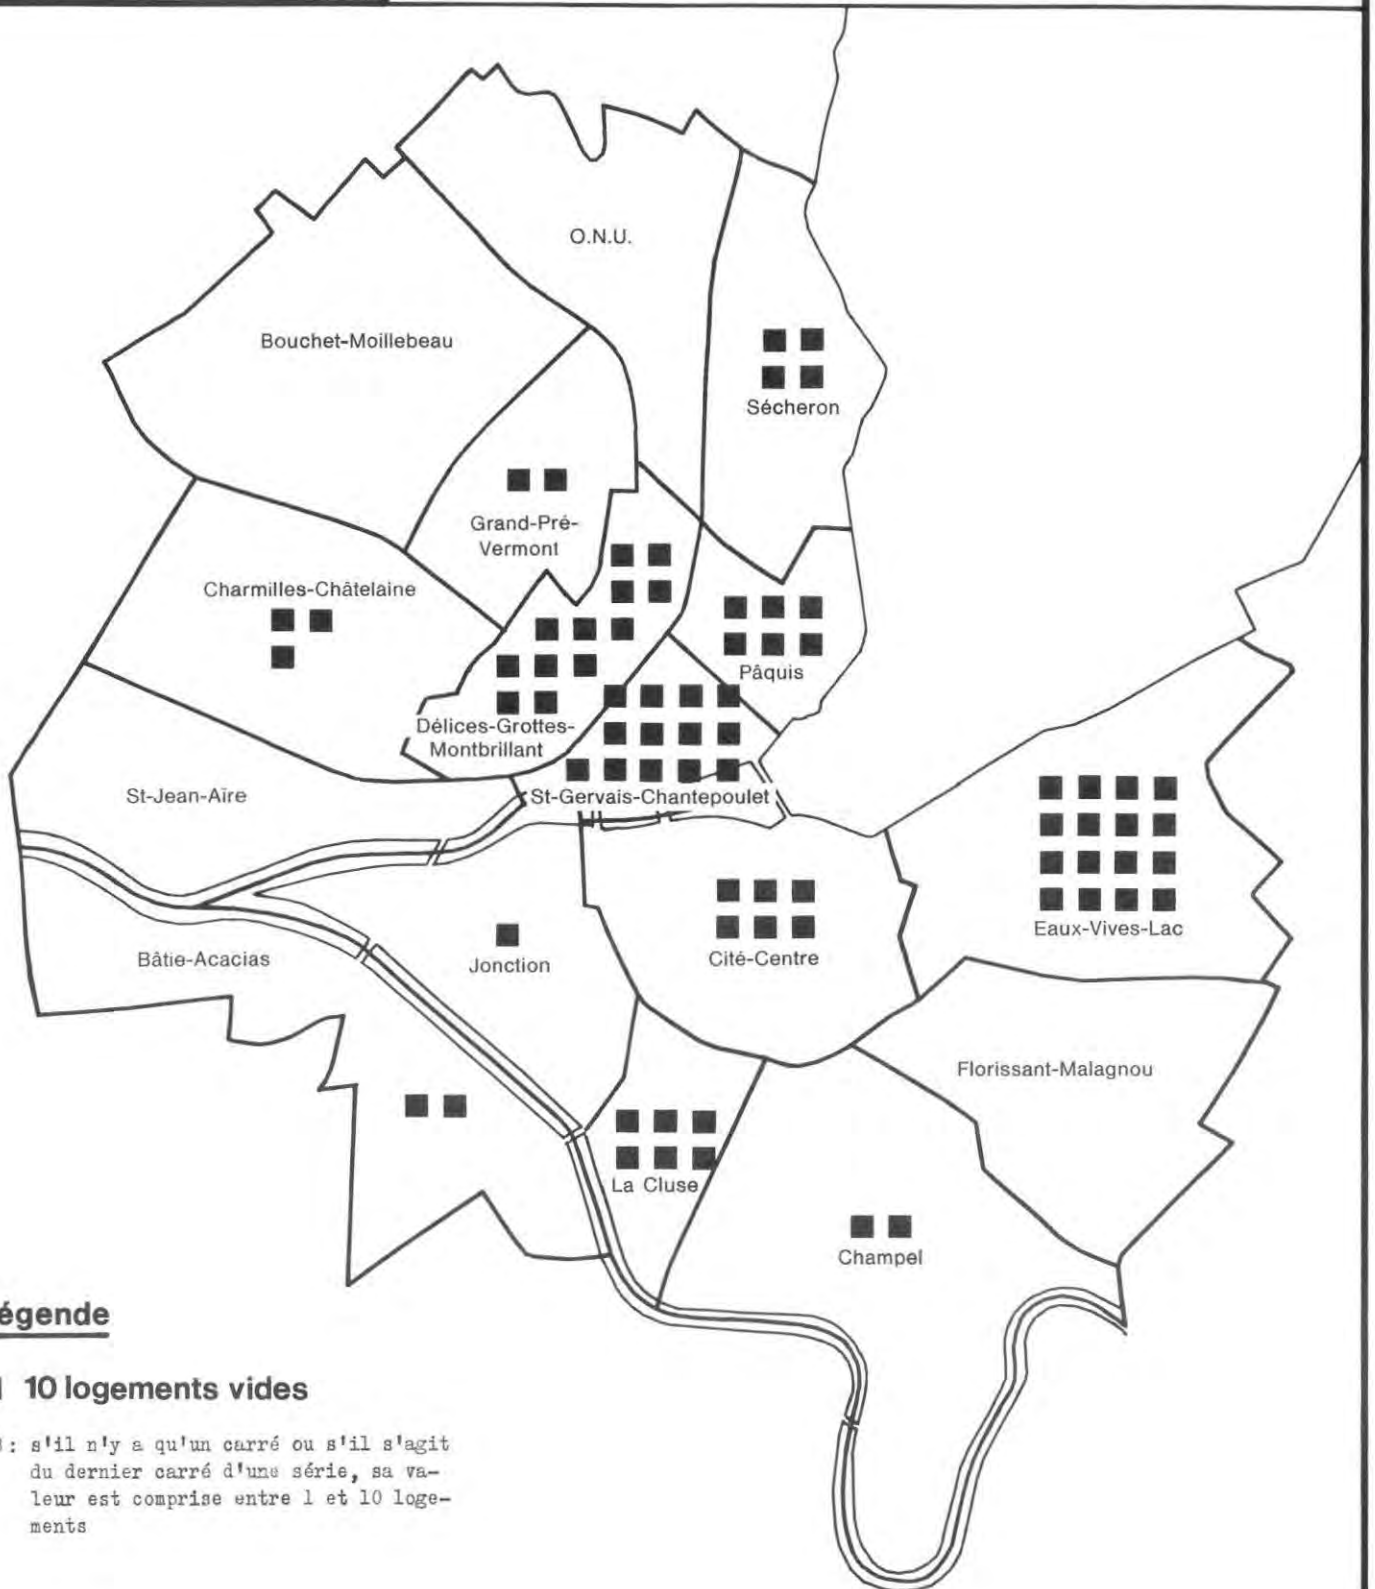 O.N.U.
Bouchet-Moillebeau
Sécheron
Grand-Pré-
Vermont
Charmilles-Châtelaine
Pâquis
Délices-Grottes-
Montbrillant
St-Jean-Aïre
St-Gervais-Chantepoulet
Eaux-Vives-Lac
Bâtie-Acacias
Jonction
Cité-Centre
Florissant-Malagnou
La Cluse
Champel
égende
10 logements vides
: s'il n'y a qu'un carré ou s'il s'agit
du dernier carré d'une série, sa va-
leur est comprise entre 1 et 10 loge-
ments